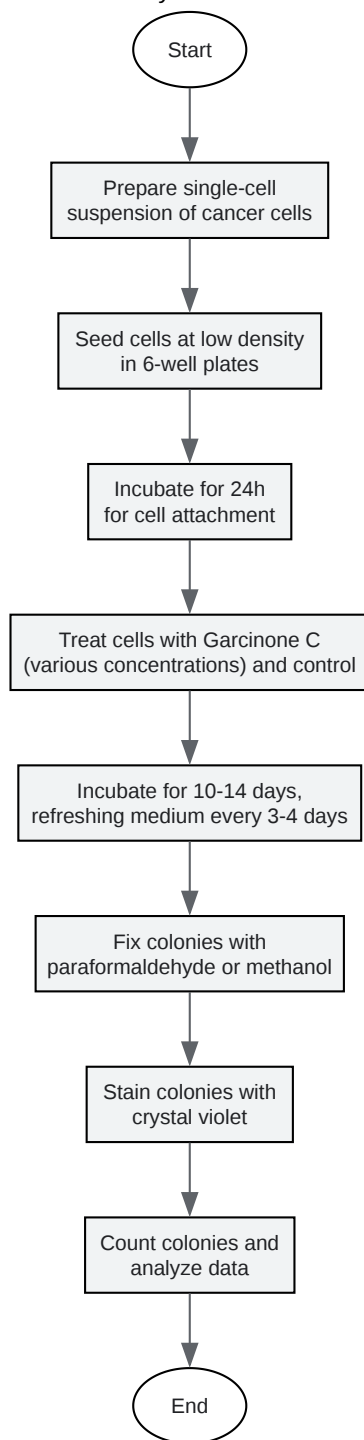 Start
Prepare single-cell
suspension of cancer cells
Seed cells at low density
in 6-well plates
Incubate for 24h
for cell attachment
Treat cells with Garcinone C
(various concentrations) and control
Incubate for 10-14 days,
refreshing medium every 3-4 days
Fix colonies with
paraformaldehyde or methanol
Stain colonies with
crystal violet
Count colonies and
analyze data
End